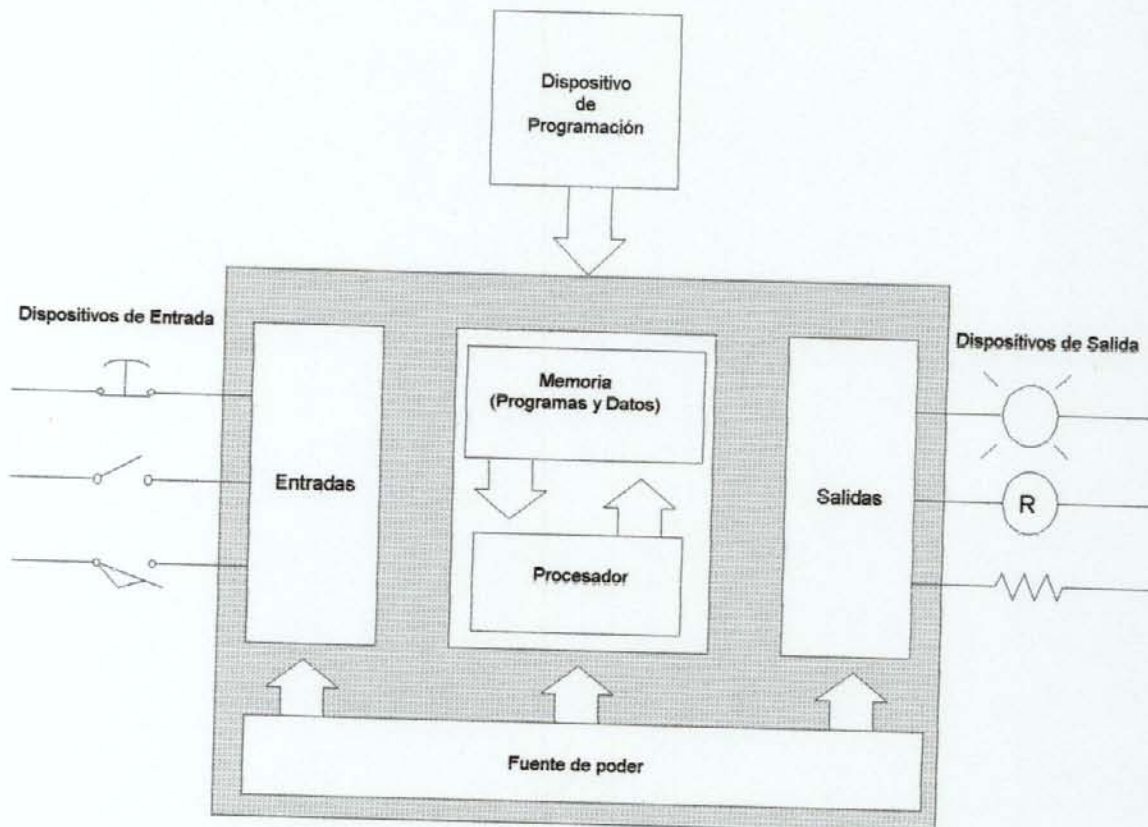 Dispositivo
de
Programación
Dispositivos de Entrada
Entradas
Memoria
(Programas y Datos)
Procesador
Salidas
Dispositivos de Salida
R
Fuente de poder